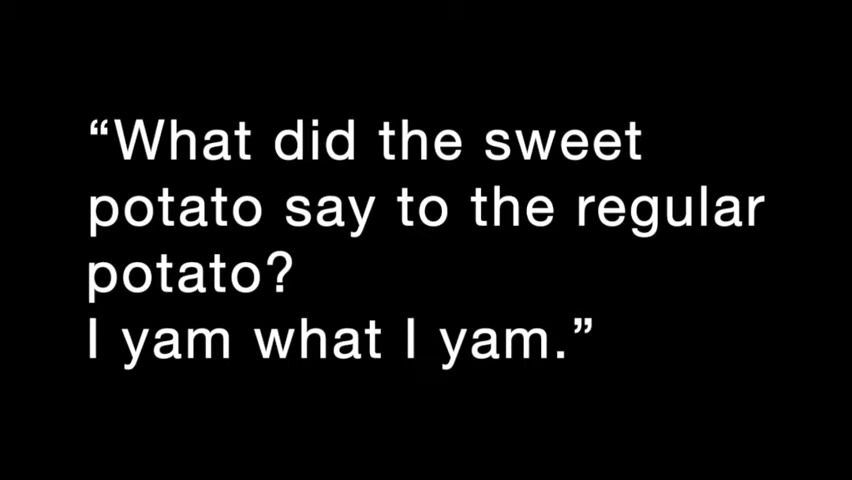 “What did the sweet
potato say to the regular
potato?
I yam what I yam.”